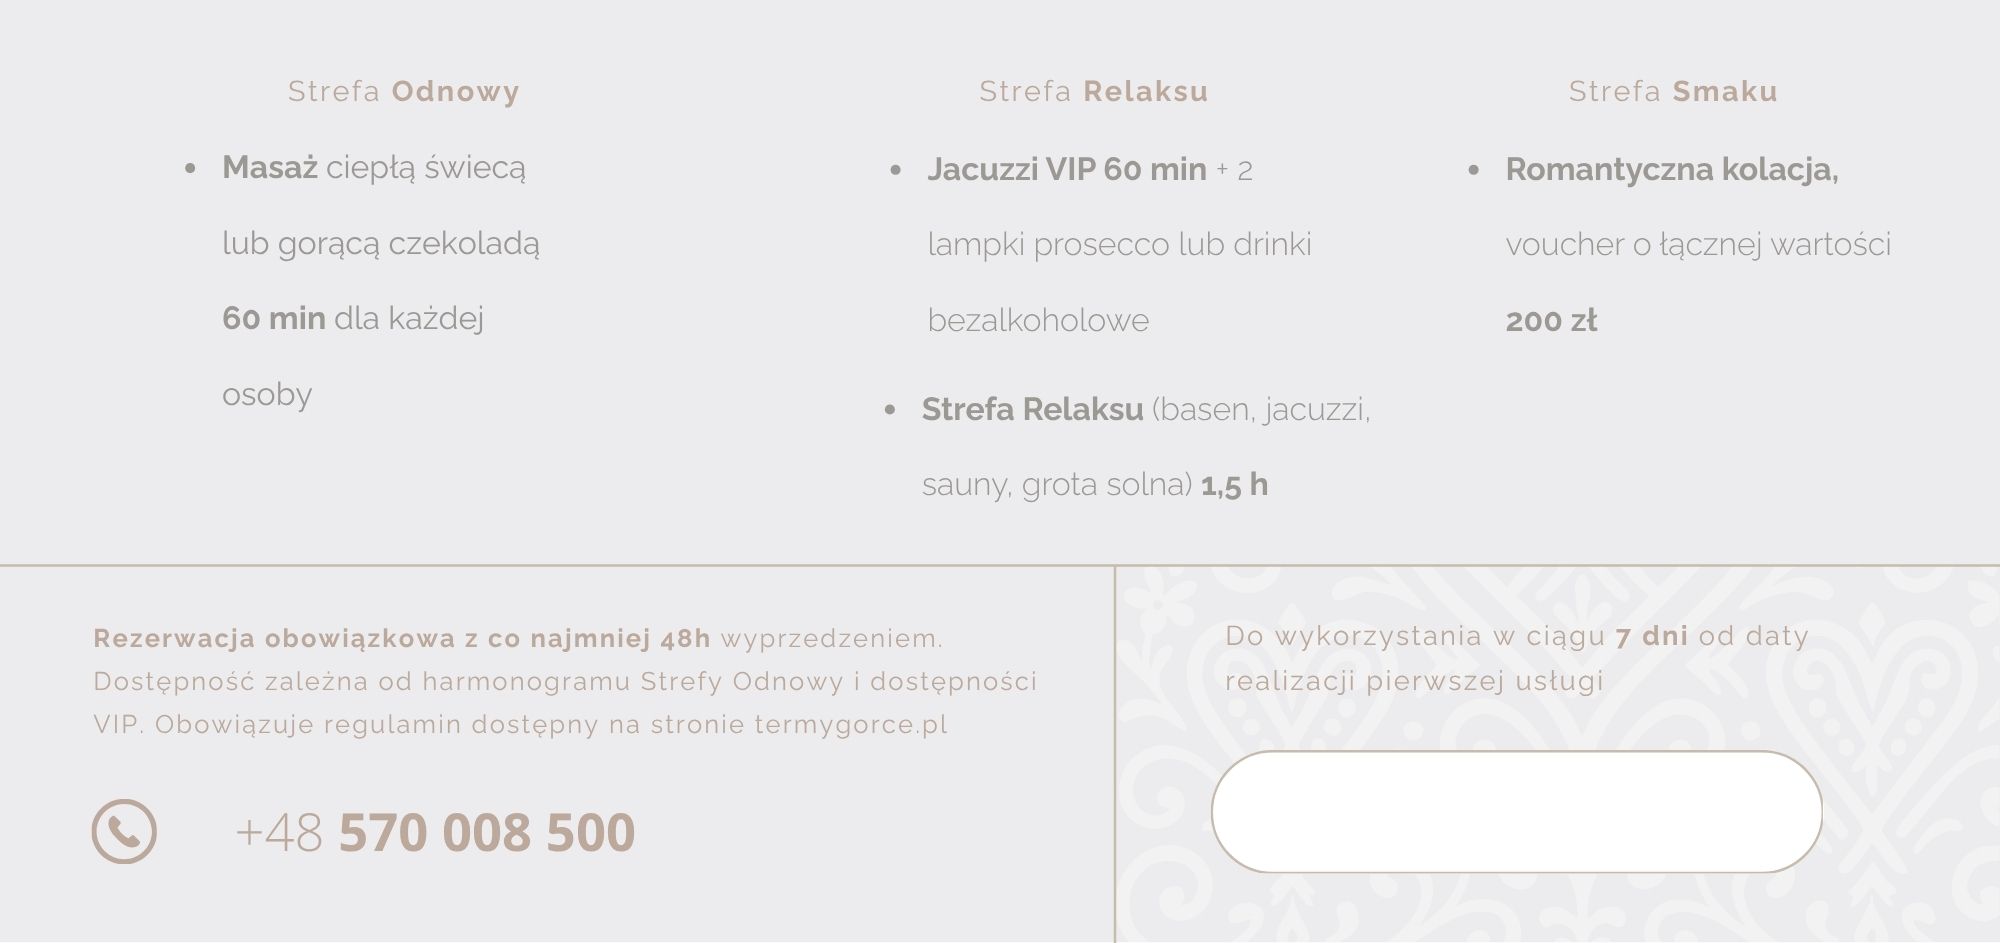 Strefa Odnowy
Masaż ciepłą świecą
lub gorącą czekoladą
60 min dla każdej
osoby
Strefa Relaksu
Jacuzzi VIP 60 min + 2
lampki prosecco lub drinki
bezalkoholowe
Strefa Relaksu (basen, jacuzzi,
sauny, grota solna) 1,5 h
Strefa Smaku
Romantyczna kolacja,
voucher o łącznej wartości
200 zł
Rezerwacja obowiązkowa z co najmniej 48h wyprzedzeniem.
Dostępność zależna od harmonogramu Strefy Odnowy i dostępności
VIP. Obowiązuje regulamin dostępny na stronie termygorce.pl
+48 570 008 500
Do wykorzystania w ciągu 7 dni od daty
realizacji pierwszej usługi